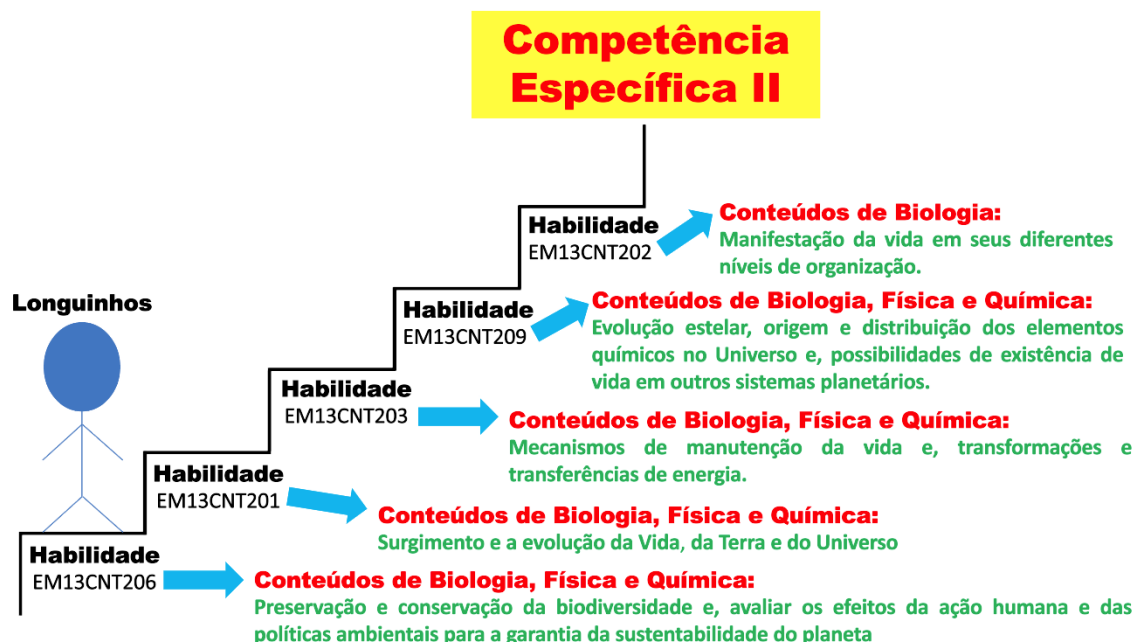 Competência
Específica II
Habilidade
EM13CNT202
Conteúdos de Biologia:
Manifestação da vida em seus diferentes
níveis de organização.
Longuinhos
Habilidade
EM13CNT209
Conteúdos de Biologia, Física e Química:
Evolução estelar, origem e distribuição dos elementos
químicos no Universo e, possibilidades de existência de
vida em outros sistemas planetários.
Habilidade
EM13CNT203
Conteúdos de Biologia, Física e Química:
Mecanismos de manutenção da vida e, transformações e
transferências de energia.
Habilidade
EM13CNT201
Conteúdos de Biologia, Física e Química:
Surgimento e a evolução da Vida, da Terra e do Universo
Habilidade
EM13CNT206
Conteúdos de Biologia, Física e Química:
Preservação e conservação da biodiversidade e, avaliar os efeitos da ação humana e das
políticas ambientais para a garantia da sustentabilidade do planeta